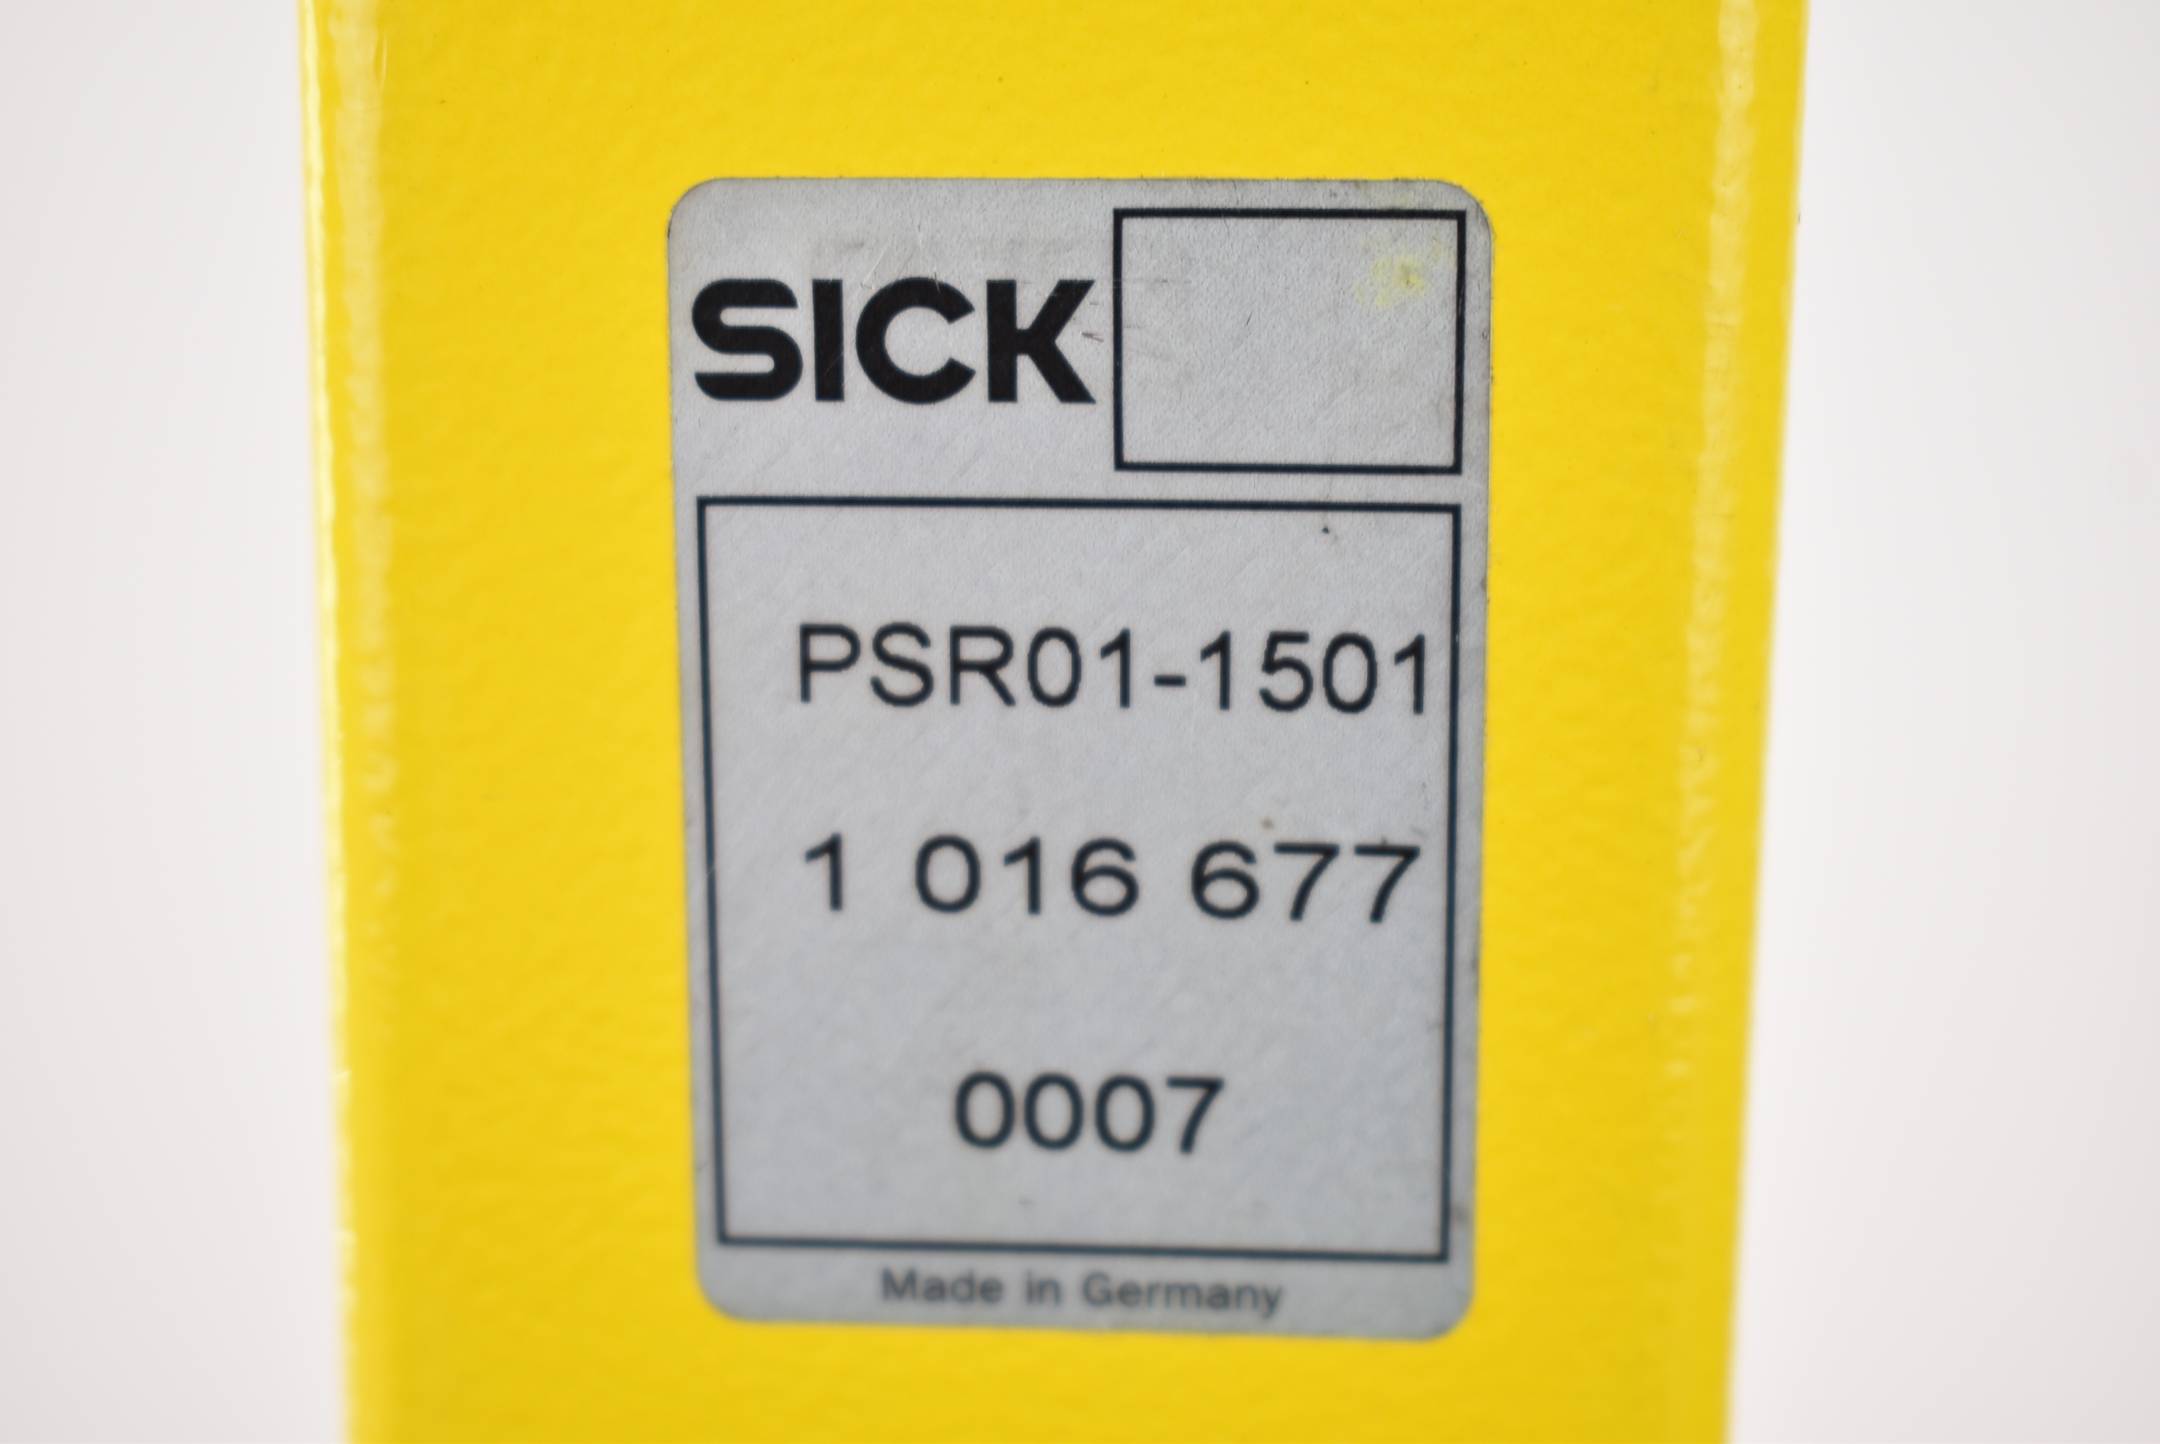 SICK
PSR01-1501
1 016 677
0007
Made in Germany